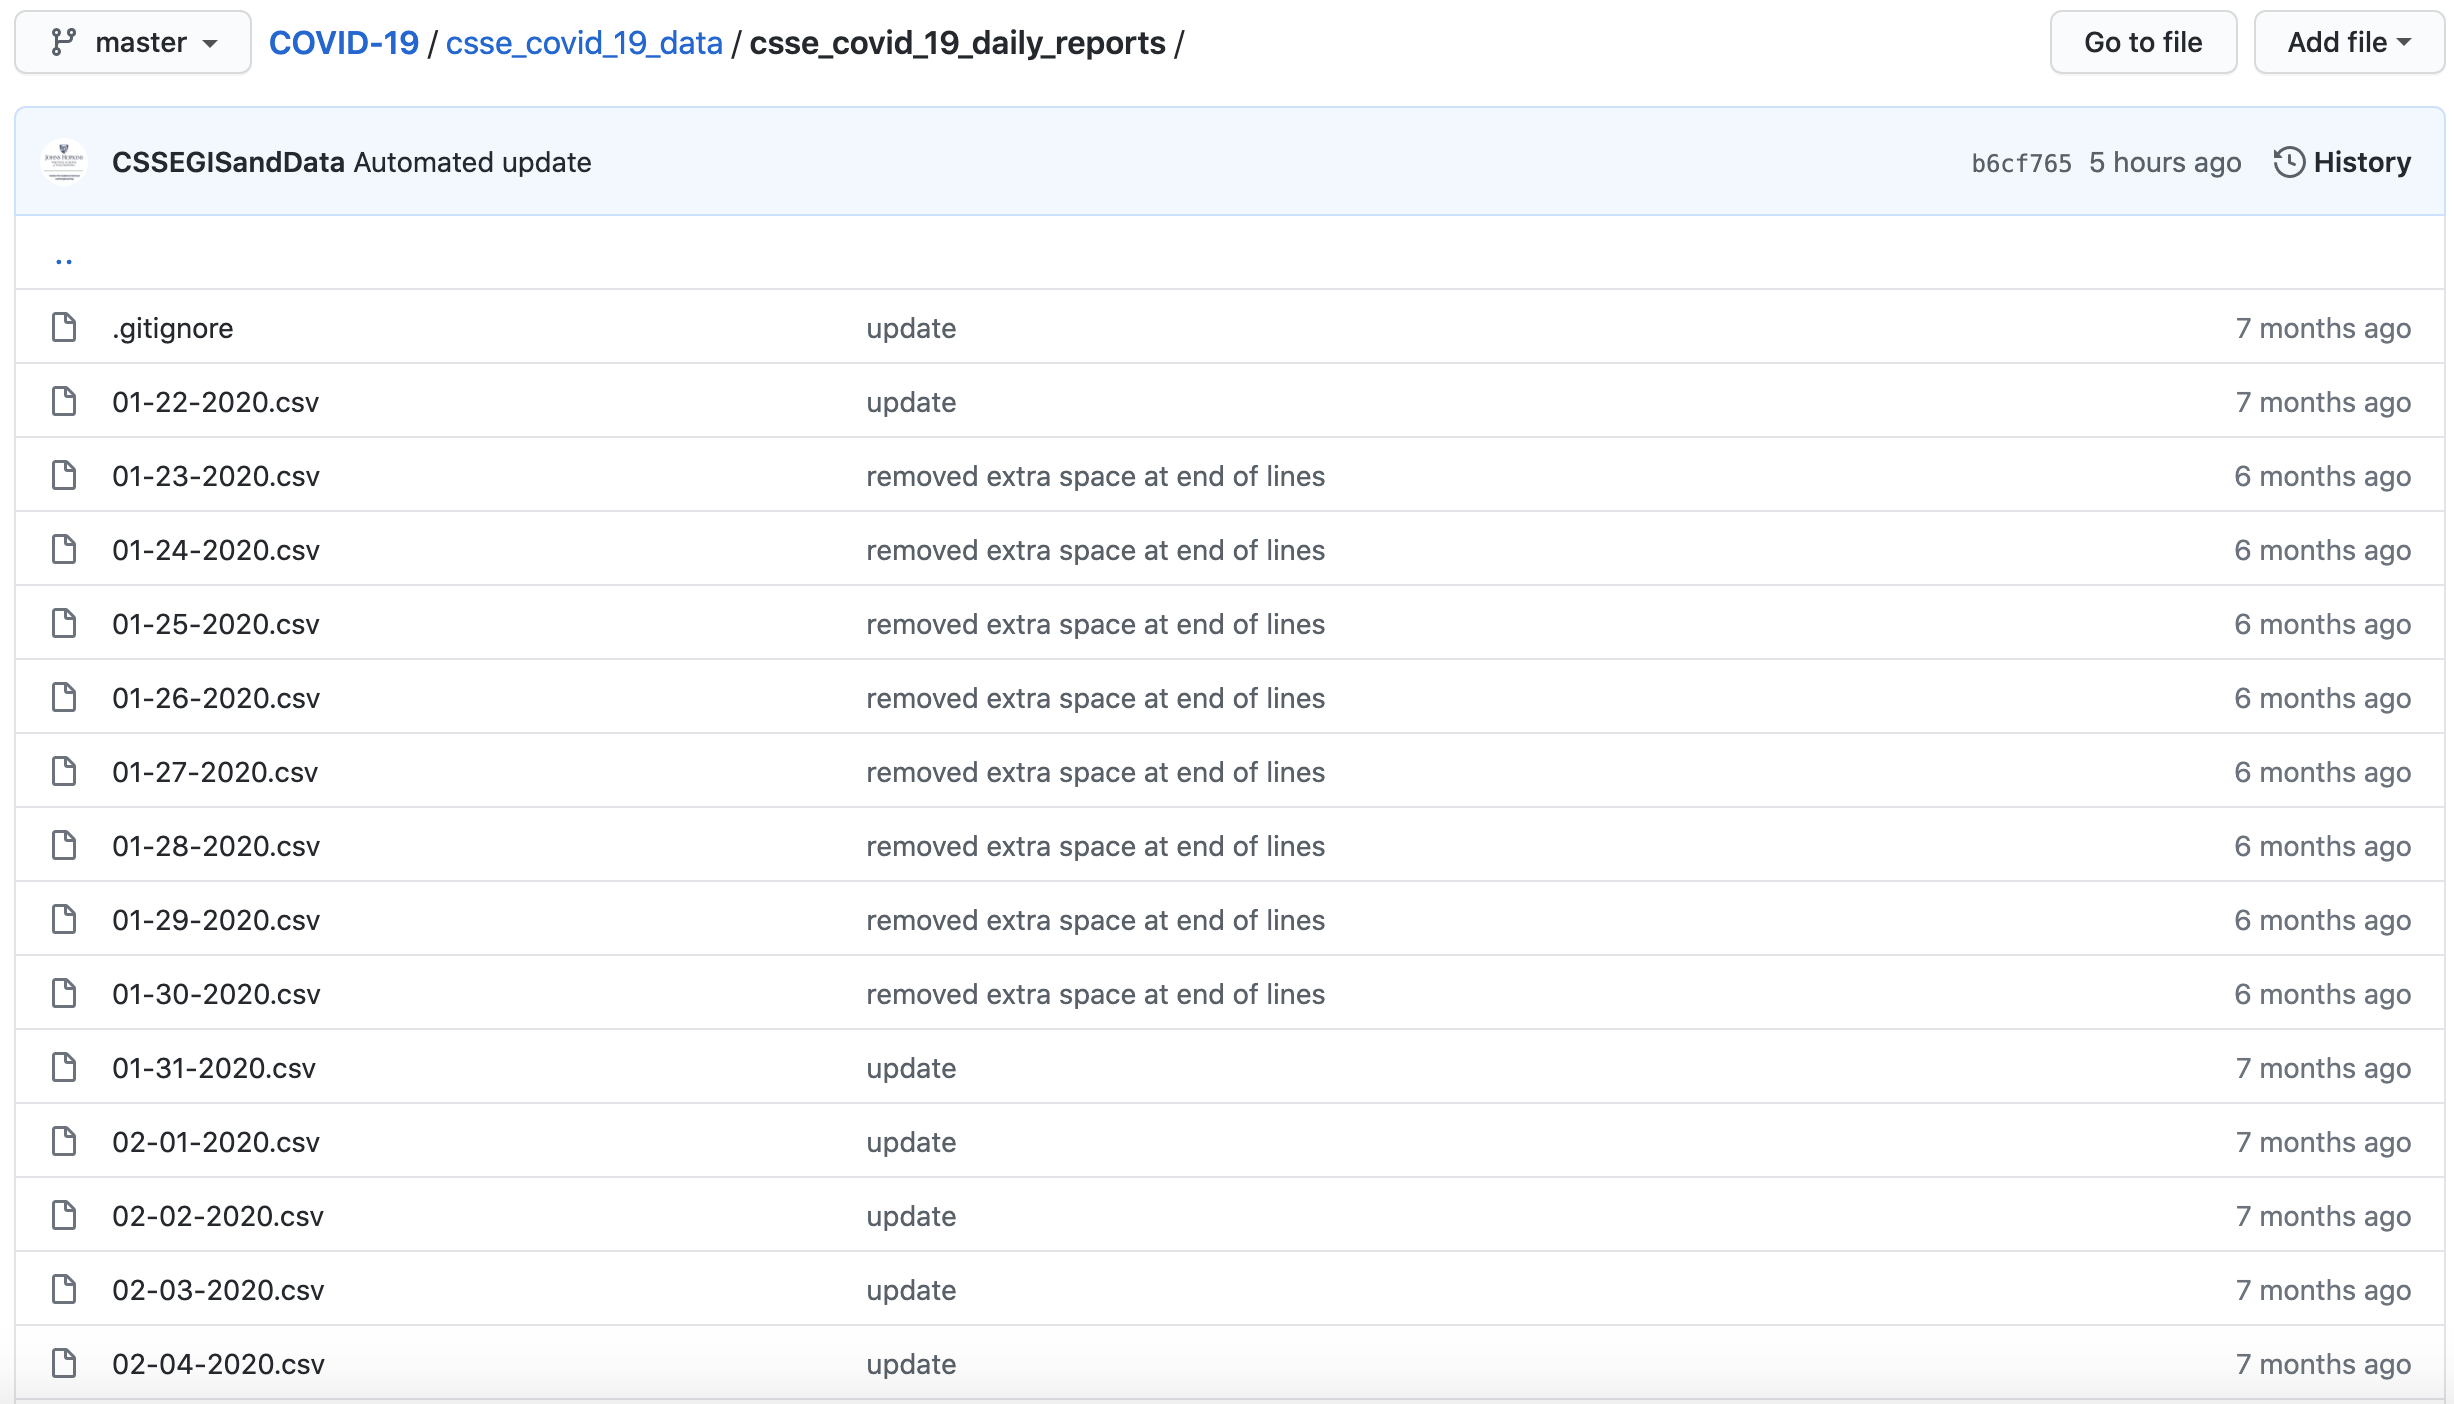 master COVID-19 / csse_covid_19_data / csse_covid_19_daily_reports / Go to file Add file
JOHNS HOPKINS
CSSEGISandData Automated update b6cf765 5 hours ago History
..
.gitignore update 7 months ago
01-22-2020.csv update 7 months ago
01-23-2020.csv removed extra space at end of lines 6 months ago
01-24-2020.csv removed extra space at end of lines 6 months ago
01-25-2020.csv removed extra space at end of lines 6 months ago
01-26-2020.csv removed extra space at end of lines 6 months ago
01-27-2020.csv removed extra space at end of lines 6 months ago
01-28-2020.csv removed extra space at end of lines 6 months ago
01-29-2020.csv removed extra space at end of lines 6 months ago
01-30-2020.csv removed extra space at end of lines 6 months ago
01-31-2020.csv update 7 months ago
02-01-2020.csv update 7 months ago
02-02-2020.csv update 7 months ago
02-03-2020.csv update 7 months ago
02-04-2020.csv update 7 months ago